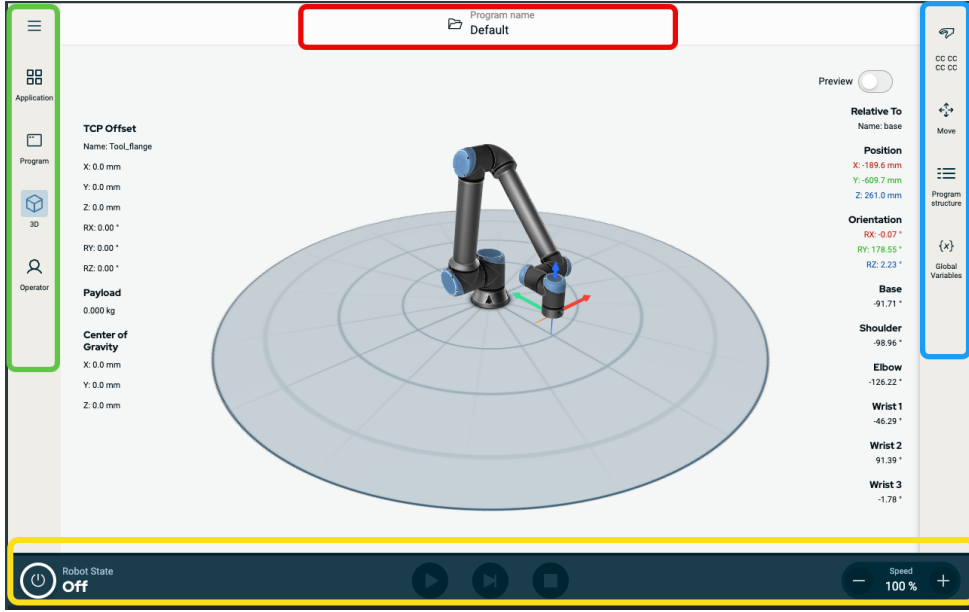 Program name
Default
Application
Program
3D
Operator
TCP Offset
Name: Tool_flange
X: 0.0 mm
Y: 0.0 mm
Z: 0.0 mm
RX: 0.00 °
RY: 0.00 °
RZ: 0.00 °
Payload
0.000 kg
Center of
Gravity
X: 0.0 mm
Y: 0.0 mm
Z: 0.0 mm
Preview
Relative To
Name: base
Position
X: -189.6 mm
Y: -609.7 mm
Z: 261.0 mm
Orientation
RX: -0.07 °
RY: 178.55 °
RZ: 2.23 °
Base
-91.71 °
Shoulder
-98.96 °
Elbow
-126.22 °
Wrist 1
-46.29 °
Wrist 2
91.39 °
Wrist 3
-1.78 °
CC CC
CC CC
Move
Program
structure
{x}
Global
Variables
Robot State
Off
Speed
100 %